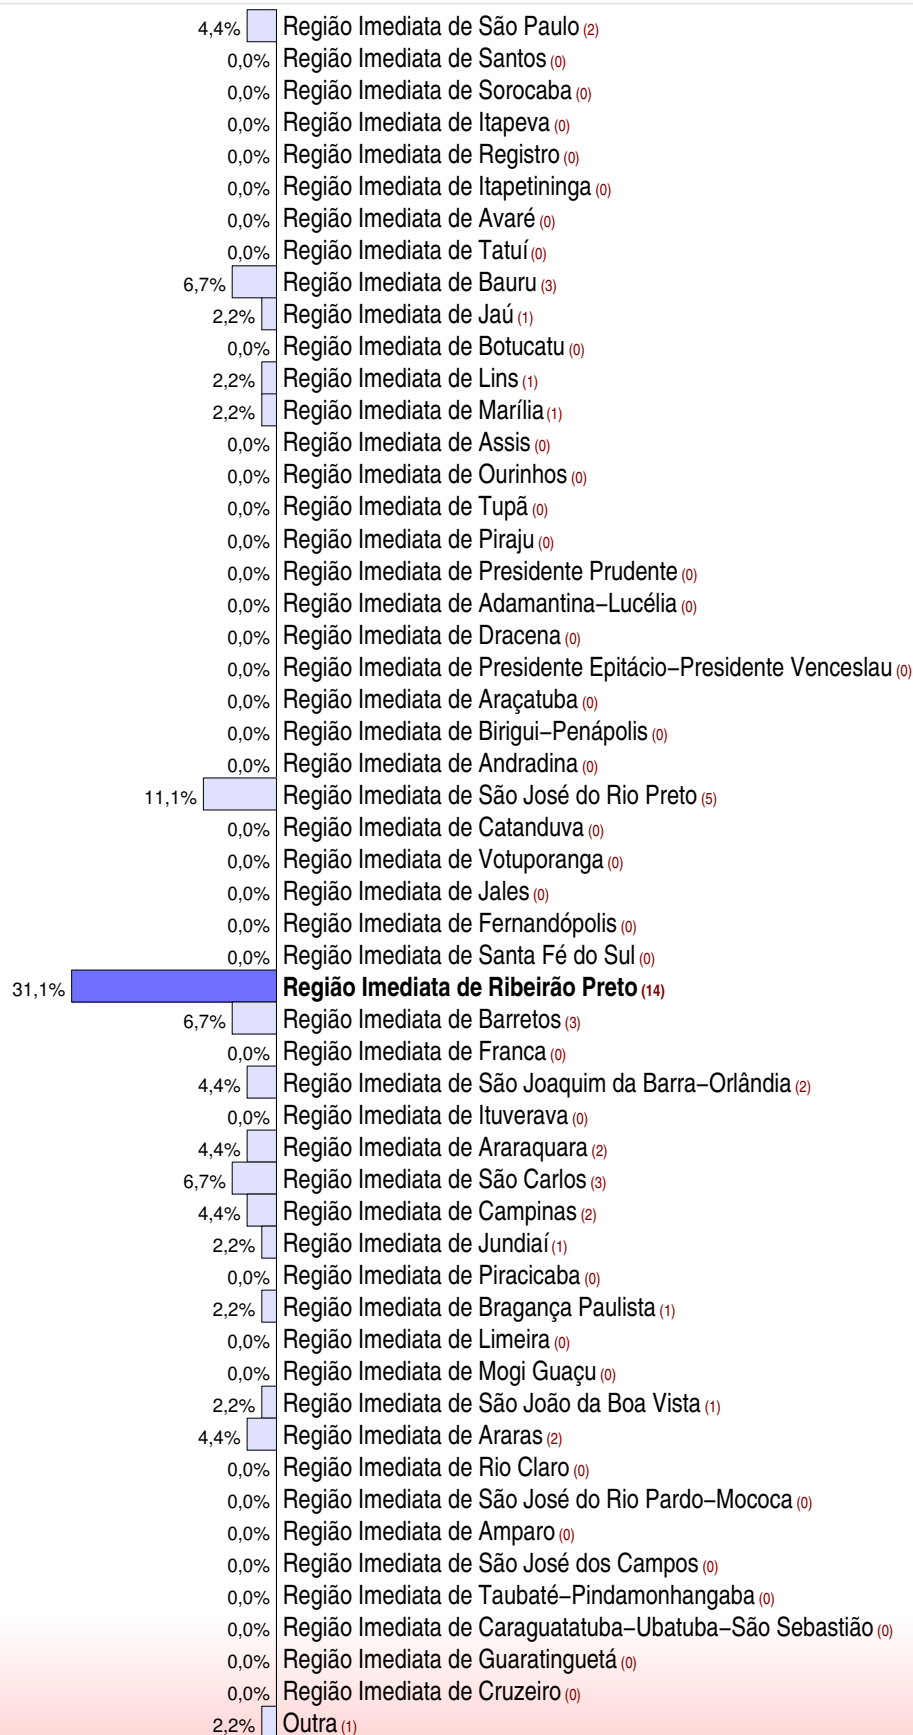 4,4% Região Imediata de São Paulo (2)
0,0% Região Imediata de Santos (0)
0,0% Região Imediata de Sorocaba (0)
0,0% Região Imediata de Itapeva (0)
0,0% Região Imediata de Registro (0)
0,0% Região Imediata de Itapetininga (0)
0,0% Região Imediata de Avaré (0)
0,0% Região Imediata de Tatuí (0)
6,7% Região Imediata de Bauru (3)
2,2% Região Imediata de Jaú (1)
0,0% Região Imediata de Botucatu (0)
2,2% Região Imediata de Lins (1)
2,2% Região Imediata de Marília (1)
0,0% Região Imediata de Assis (0)
0,0% Região Imediata de Ourinhos (0)
0,0% Região Imediata de Tupã (0)
0,0% Região Imediata de Piraju (0)
0,0% Região Imediata de Presidente Prudente (0)
0,0% Região Imediata de Adamantina−Lucélia (0)
0,0% Região Imediata de Dracena (0)
0,0% Região Imediata de Presidente Epitácio−Presidente Venceslau (0)
0,0% Região Imediata de Araçatuba (0)
0,0% Região Imediata de Birigui−Penápolis (0)
0,0% Região Imediata de Andradina (0)
11,1% Região Imediata de São José do Rio Preto (5)
0,0% Região Imediata de Catanduva (0)
0,0% Região Imediata de Votuporanga (0)
0,0% Região Imediata de Jales (0)
0,0% Região Imediata de Fernandópolis (0)
0,0% Região Imediata de Santa Fé do Sul (0)
31,1% Região Imediata de Ribeirão Preto (14)
6,7% Região Imediata de Barretos (3)
0,0% Região Imediata de Franca (0)
4,4% Região Imediata de São Joaquim da Barra−Orlândia (2)
0,0% Região Imediata de Ituverava (0)
4,4% Região Imediata de Araraquara (2)
6,7% Região Imediata de São Carlos (3)
4,4% Região Imediata de Campinas (2)
2,2% Região Imediata de Jundiaí (1)
0,0% Região Imediata de Piracicaba (0)
2,2% Região Imediata de Bragança Paulista (1)
0,0% Região Imediata de Limeira (0)
0,0% Região Imediata de Mogi Guaçu (0)
2,2% Região Imediata de São João da Boa Vista (1)
4,4% Região Imediata de Araras (2)
0,0% Região Imediata de Rio Claro (0)
0,0% Região Imediata de São José do Rio Pardo−Mococa (0)
0,0% Região Imediata de Amparo (0)
0,0% Região Imediata de São José dos Campos (0)
0,0% Região Imediata de Taubaté−Pindamonhangaba (0)
0,0% Região Imediata de Caraguatatuba−Ubatuba−São Sebastião (0)
0,0% Região Imediata de Guaratinguetá (0)
0,0% Região Imediata de Cruzeiro (0)
2,2% Outra (1)